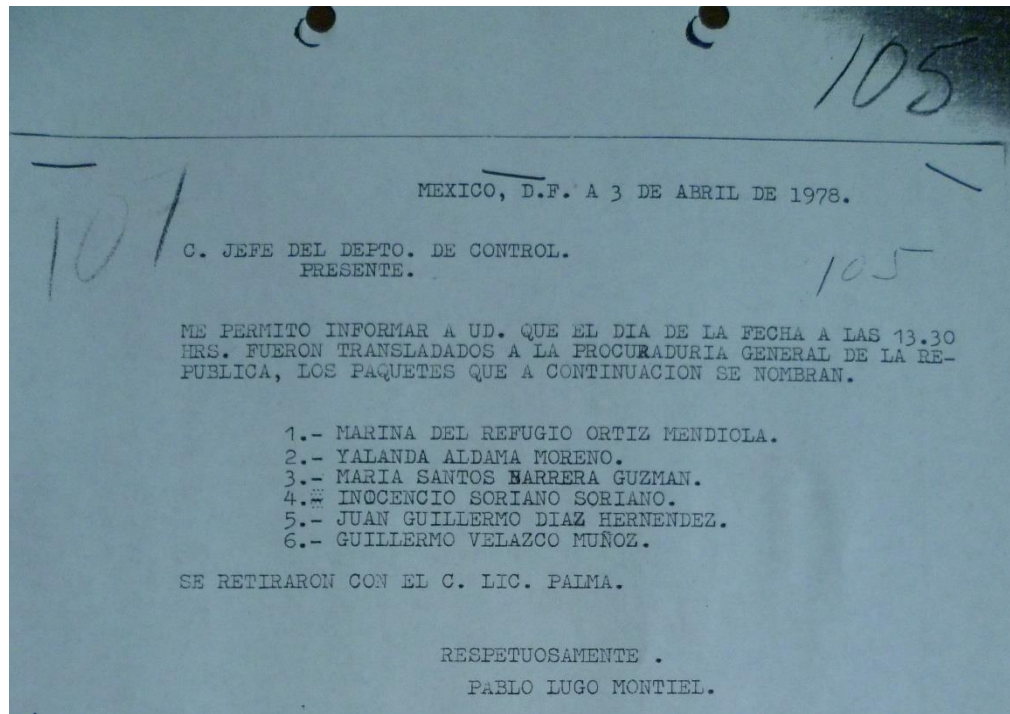 105
MEXICO, D.F. A 3 DE ABRIL DE 1978.
107
C. JEFE DEL DEPTO. DE CONTROL.
PRESENTE.
105
ME PERMITO INFORMAR A UD. QUE EL DIA DE LA FECHA A LAS 13.30
HRS. FUERON TRANSLADADOS A LA PROCURADURIA GENERAL DE LA RE-
PUBLICA, LOS PAQUETES QUE A CONTINUACION SE NOMBRAN.
1.- MARINA DEL REFUGIO ORTIZ MENDIOLA.
2.- YALANDA ALDAMA MORENO.
3.- MARIA SANTOS BARRERA GUZMAN.
4.- INOCENCIO SORIANO SORIANO.
5.- JUAN GUILLERMO DIAZ HERNENDEZ.
6.- GUILLERMO VELAZCO MUÑOZ.
SE RETIRARON CON EL C. LIC. PALMA.
RESPETUOSAMENTE .
PABLO LUGO MONTIEL.